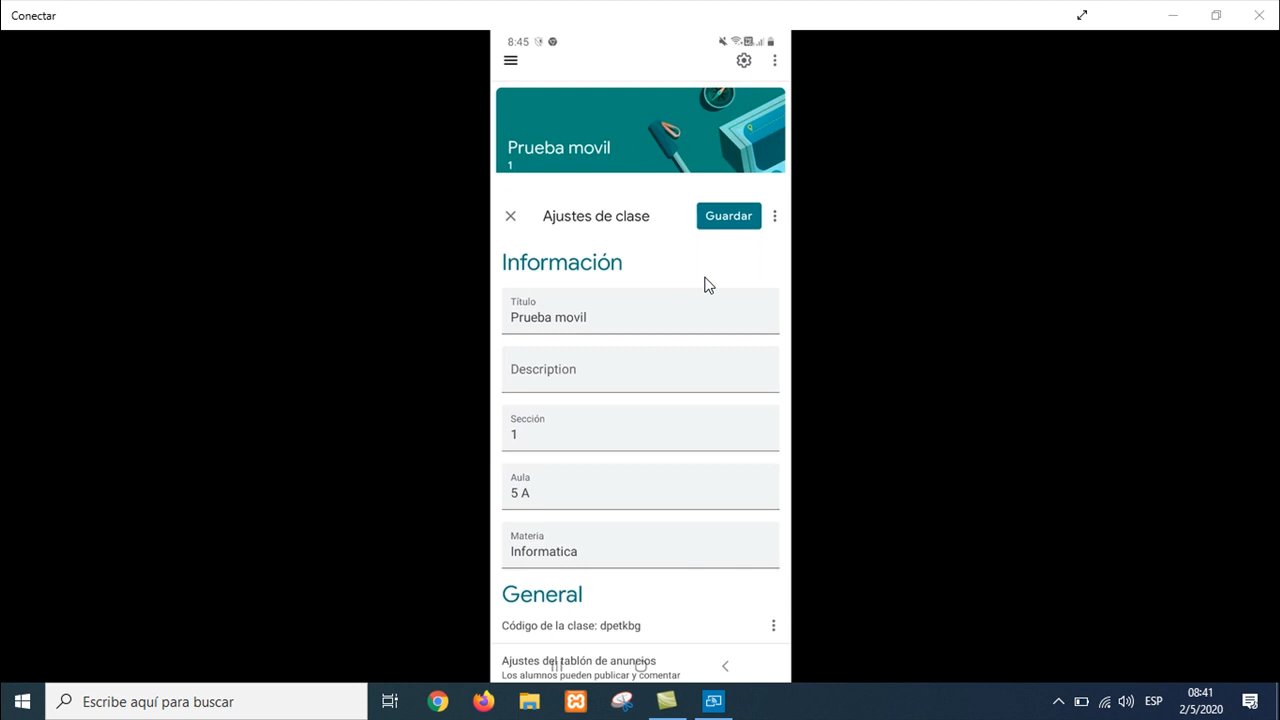 Conectar
8:45
Prueba movil
1
Ajustes de clase
Guardar
Información
Título
Prueba movil
Description
Sección
1
Aula
5 A
Materia
Informatica
General
Código de la clase: dpetkbg
Ajustes del tablón de anuncios
Los alumnos pueden publicar y comentar
Escribe aquí para buscar
ESP
08:41
2/5/2020